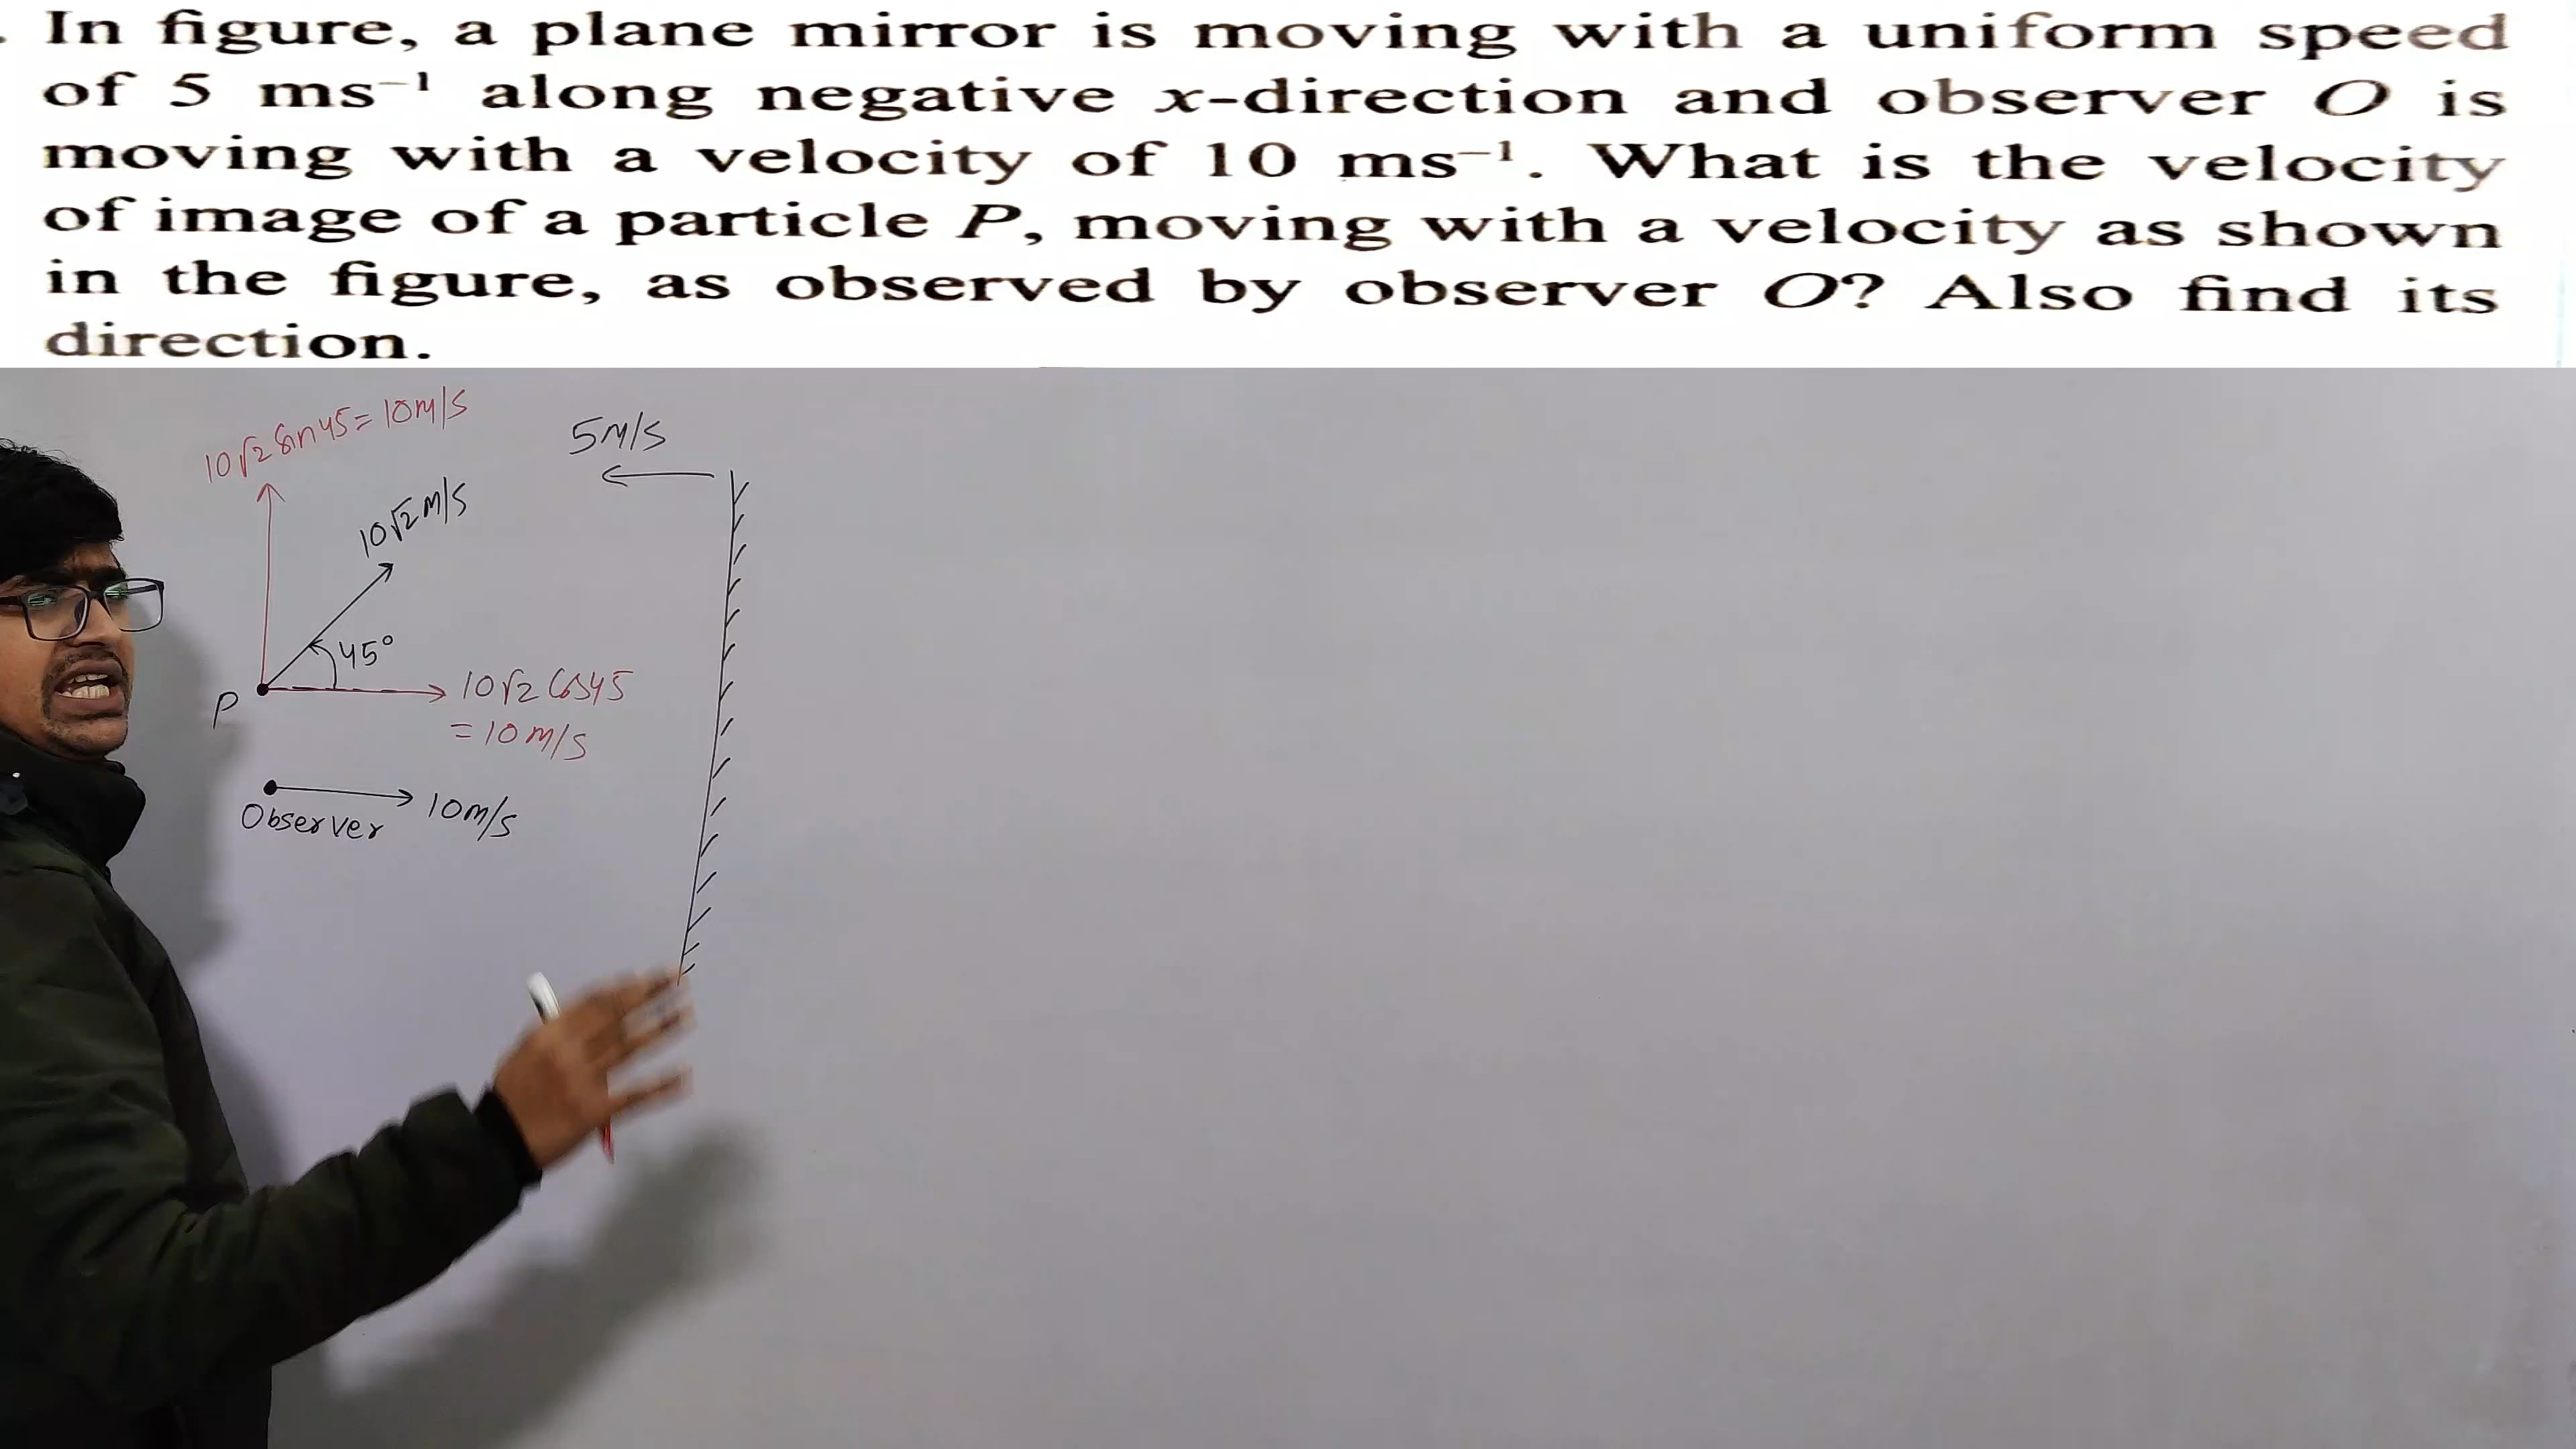 In figure, a plane mirror is moving with a uniform speed
of 5 ms⁻¹ along negative x-direction and observer O is
moving with a velocity of 10 ms⁻¹. What is the velocity
of image of a particle P, moving with a velocity as shown
in the figure, as observed by observer O? Also find its
direction.
10√2 Sin45 = 10m/s
5m/s
10√2 m/s
45°
P
10√2 Cos45
= 10m/s
Observer
10m/s